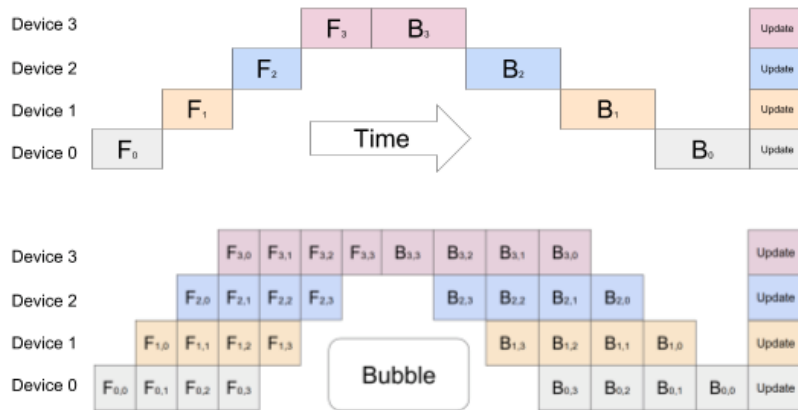 Device 3 F3 B3 Update
Device 2 F2 B2 Update
Device 1 F1 B1 Update
Time
Device 0 F0 B0 Update
Device 3 F3,0 F3,1 F3,2 F3,3 B3,3 B3,2 B3,1 B3,0 Update
Device 2 F2,0 F2,1 F2,2 F2,3 B2,3 B2,2 B2,1 B2,0 Update
Device 1 F1,0 F1,1 F1,2 F1,3 B1,3 B1,2 B1,1 B1,0 Update
Bubble
Device 0 F0,0 F0,1 F0,2 F0,3 B0,3 B0,2 B0,1 B0,0 Update